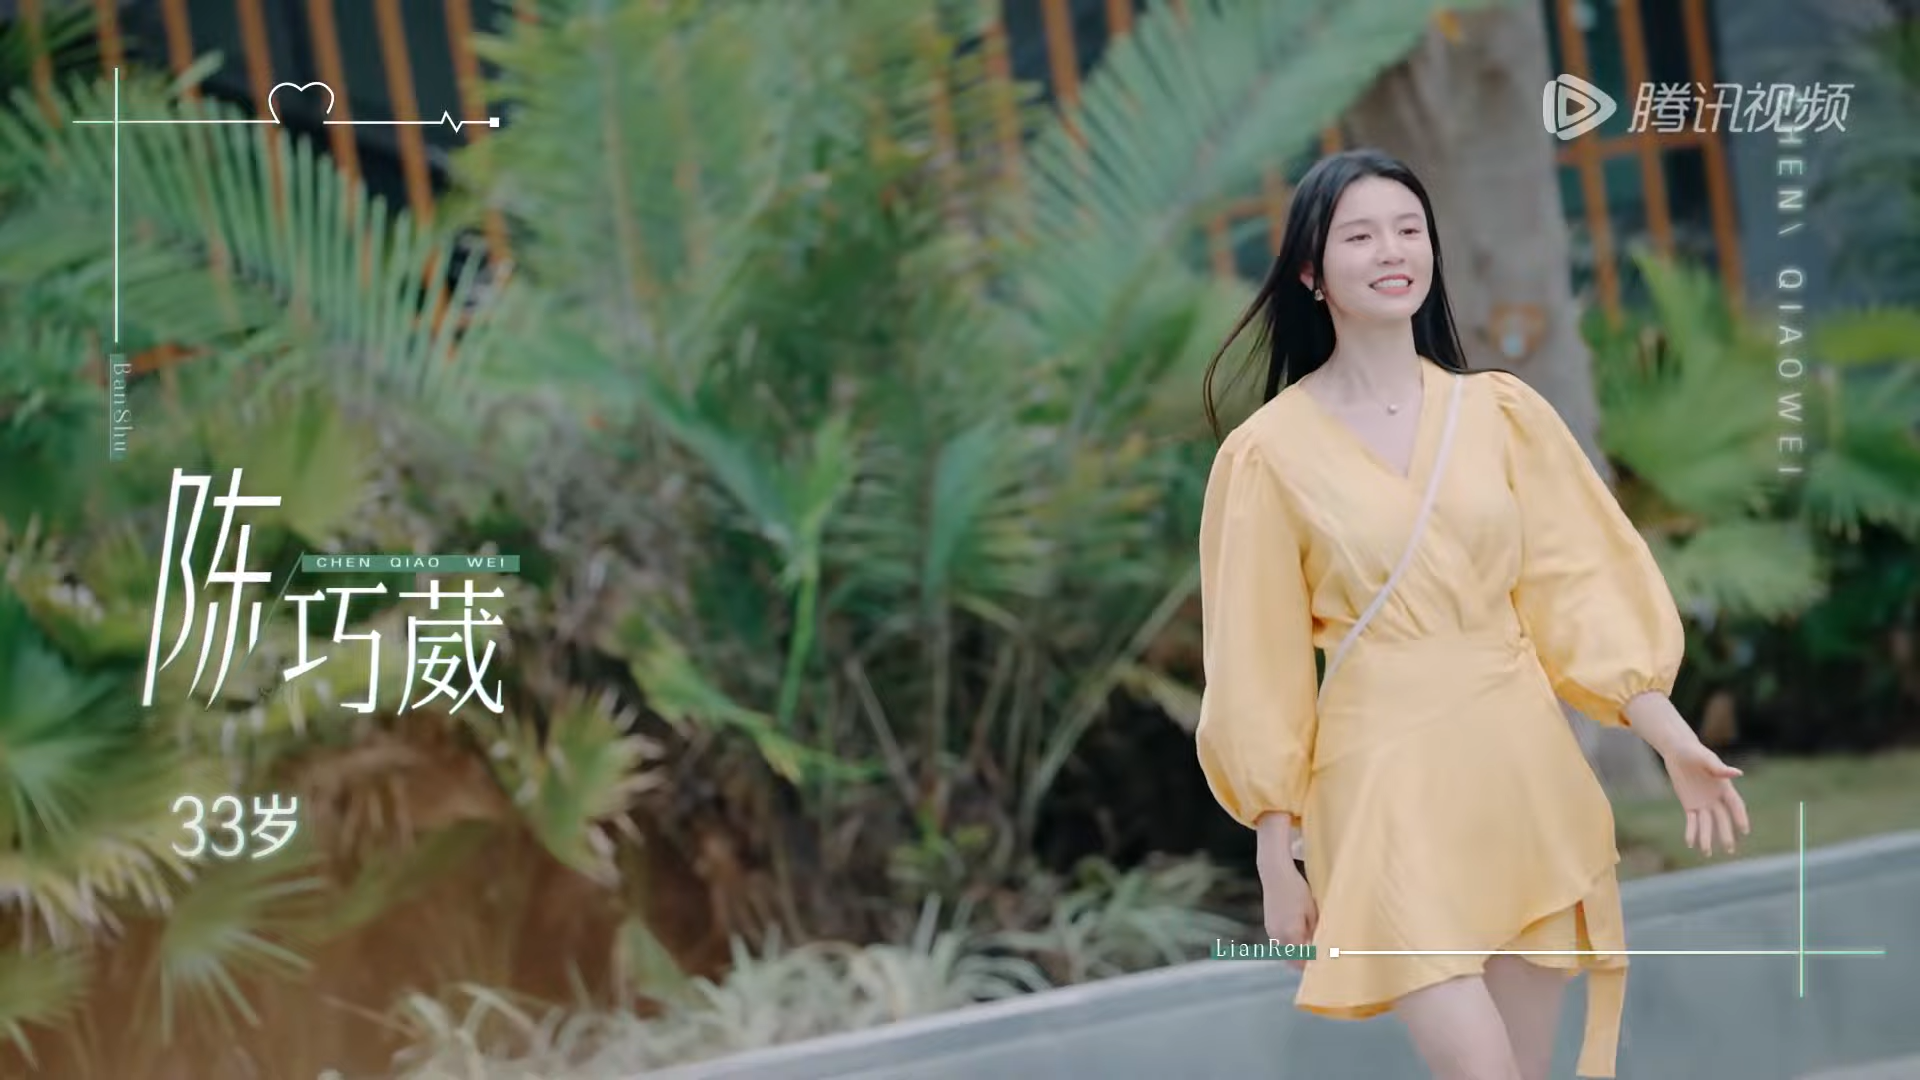 腾讯视频
HEN\ QIAOWEI
BanShu
陈巧葳
CHEN QIAO WEI
33岁
LianRen